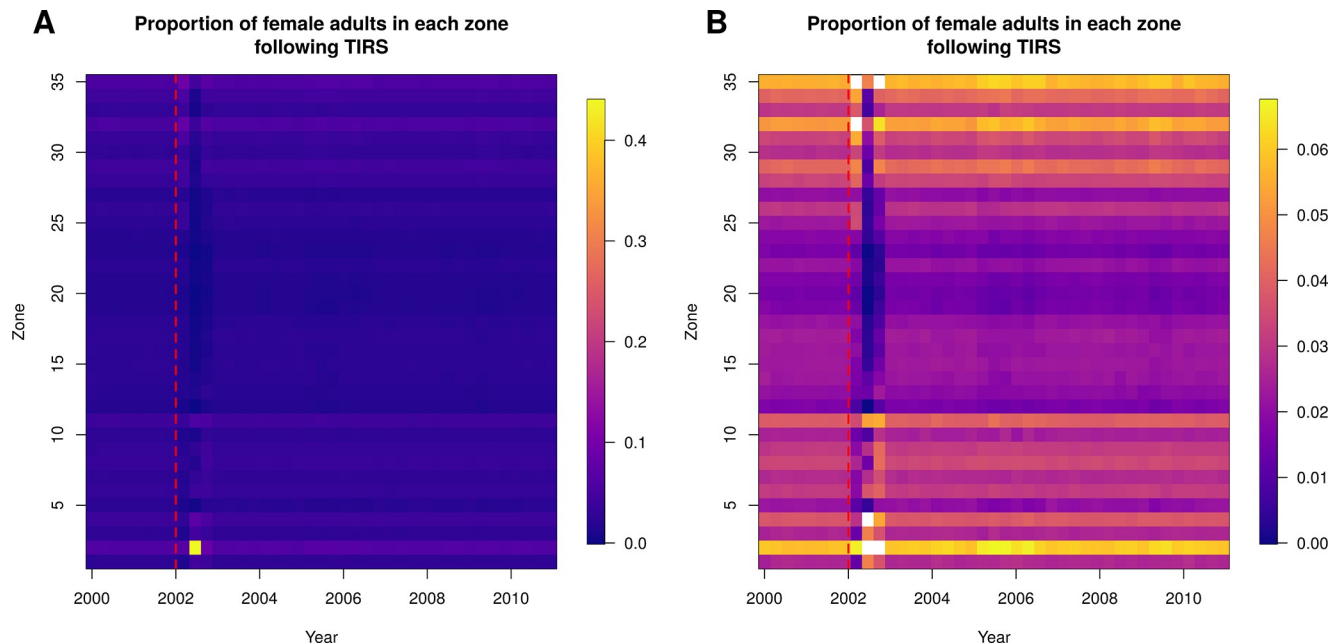 A
Proportion of female adults in each zone
following TIRS
Zone
35
30
25
20
15
10
5
2000 2002 2004 2006 2008 2010
Year
0.4
0.3
0.2
0.1
0.0
B
Proportion of female adults in each zone
following TIRS
Zone
35
30
25
20
15
10
5
2000 2002 2004 2006 2008 2010
Year
0.06
0.05
0.04
0.03
0.02
0.01
0.00